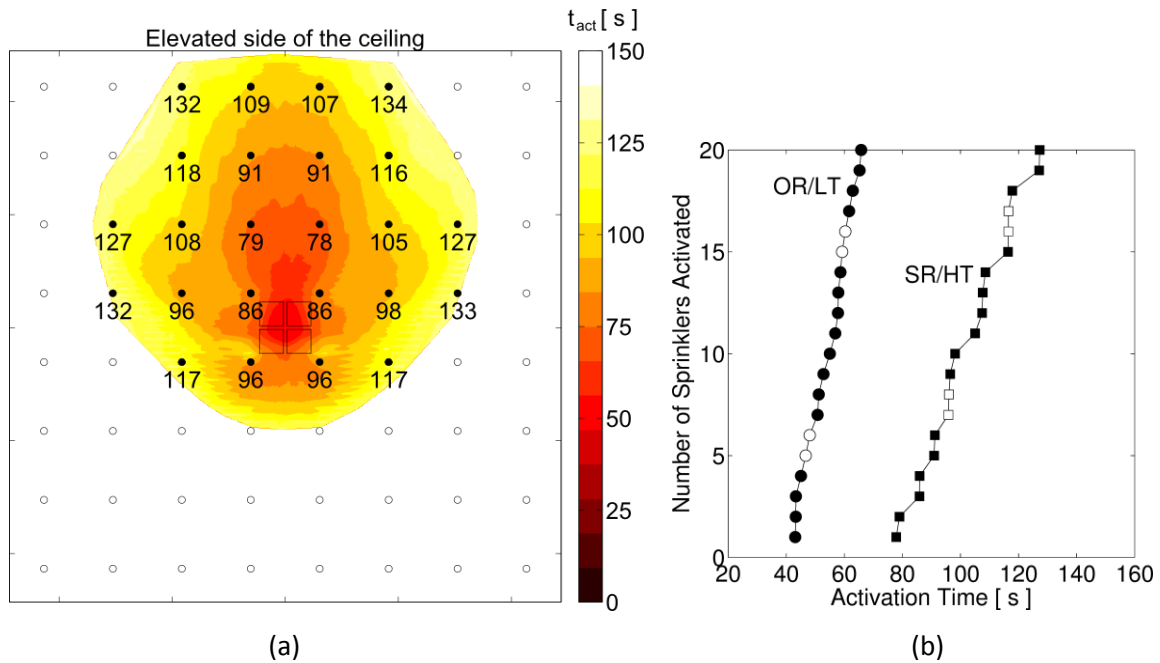 Elevated side of the ceiling
132 109 107 134
118 91 91 116
127 108 79 78 105 127
132 96 86 86 98 133
117 96 96 117
t_act [ s ]
150
125
100
75
50
25
0
(a)
Number of Sprinklers Activated
20
15
10
5
0
OR/LT
SR/HT
20 40 60 80 100 120 140 160
Activation Time [ s ]
(b)